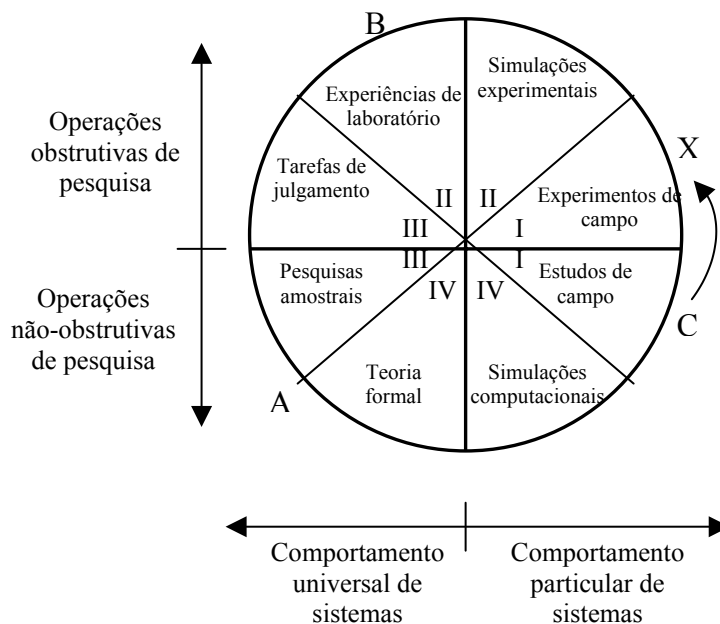 B
Simulações
experimentais
Experiências de
laboratório
Operações
obstrutivas de
pesquisa
X
Tarefas de
julgamento
II
II
Experimentos de
campo
III
I
III
I
Pesquisas
amostrais
Estudos de
campo
IV
IV
Operações
não-obstrutivas
de pesquisa
C
Teoria
formal
Simulações
computacionais
A
Comportamento
universal de
sistemas
Comportamento
particular de
sistemas